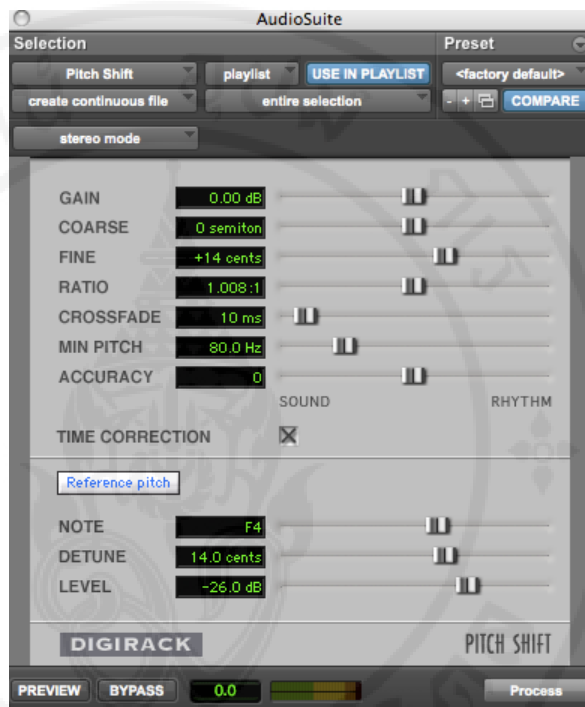 AudioSuite
Selection
Preset
Pitch Shift
playlist
USE IN PLAYLIST
<factory default>
create continuous file
entire selection
- +
COMPARE
stereo mode
GAIN 0.00 dB
COARSE 0 semiton
FINE +14 cents
RATIO 1.008:1
CROSSFADE 10 ms
MIN PITCH 80.0 Hz
ACCURACY 0
SOUND RHYTHM
TIME CORRECTION
Reference pitch
NOTE F4
DETUNE 14.0 cents
LEVEL -26.0 dB
DIGIRACK PITCH SHIFT
PREVIEW BYPASS 0.0 Process